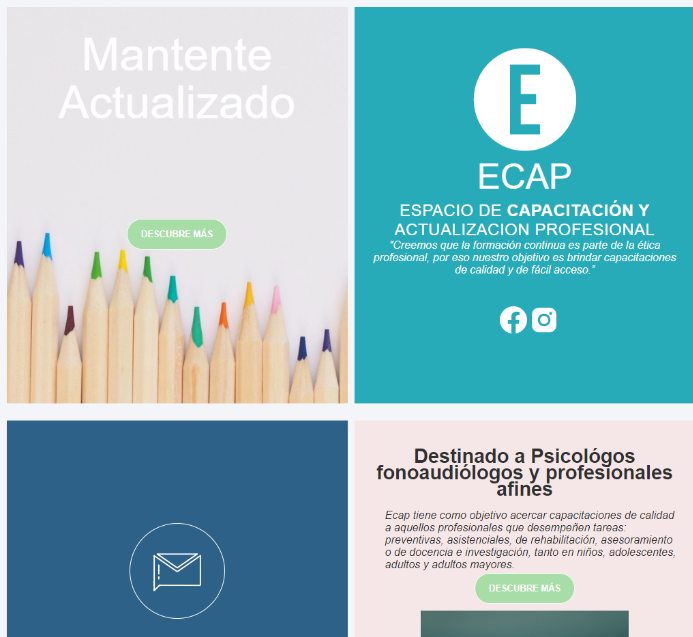 Mantente
Actualizado
DESCUBRE MÁS
E
ECAP
ESPACIO DE CAPACITACIÓN Y
ACTUALIZACION PROFESIONAL
“Creemos que la formación continua es parte de la ética
profesional, por eso nuestro objetivo es brindar capacitaciones
de calidad y de fácil acceso.”
Destinado a Psicológos
fonoaudiólogos y profesionales
afines
Ecap tiene como objetivo acercar capacitaciones de calidad
a aquellos profesionales que desempeñen tareas:
preventivas, asistenciales, de rehabilitación, asesoramiento
o de docencia e investigación, tanto en niños, adolescentes,
adultos y adultos mayores.
DESCUBRE MÁS